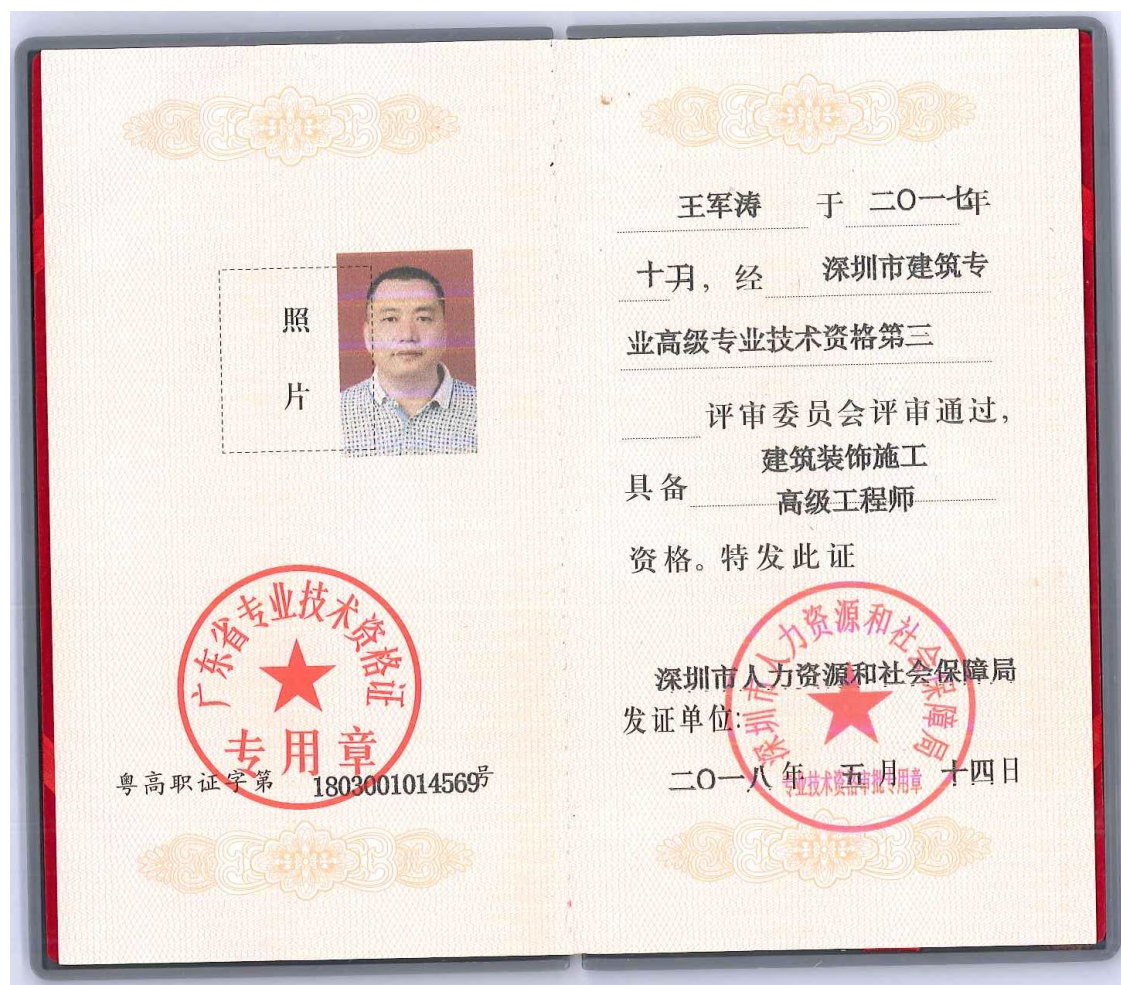 照
片
广东省专业技术资格证
专用章
粤高职证字第 1803001014569号
王军涛 于 二〇一七年
十月，经 深圳市建筑专
业高级专业技术资格第三
评审委员会评审通过，
具备 建筑装饰施工
高级工程师
资格。特发此证
深圳市人力资源和社会保障局
深圳市人力资源和社会保障局
发证单位:
二〇一八年 五月 十四日
专业技术资格审批专用章